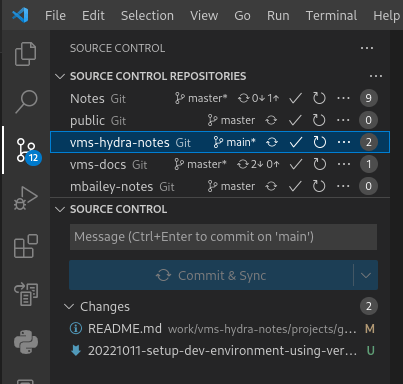 File Edit Selection View Go Run Terminal Help
SOURCE CONTROL ...
SOURCE CONTROL REPOSITORIES ...
Notes Git master* 0↓ 1↑ ... 9
public Git master ... 0
vms-hydra-notes Git main* ... 2
vms-docs Git master* 2↓ 0↑ ... 1
mbailey-notes Git master ... 0
12
SOURCE CONTROL
Message (Ctrl+Enter to commit on 'main')
Commit & Sync
Changes 2
README.md work/vms-hydra-notes/projects/g... M
20221011-setup-dev-environment-using-ver... U